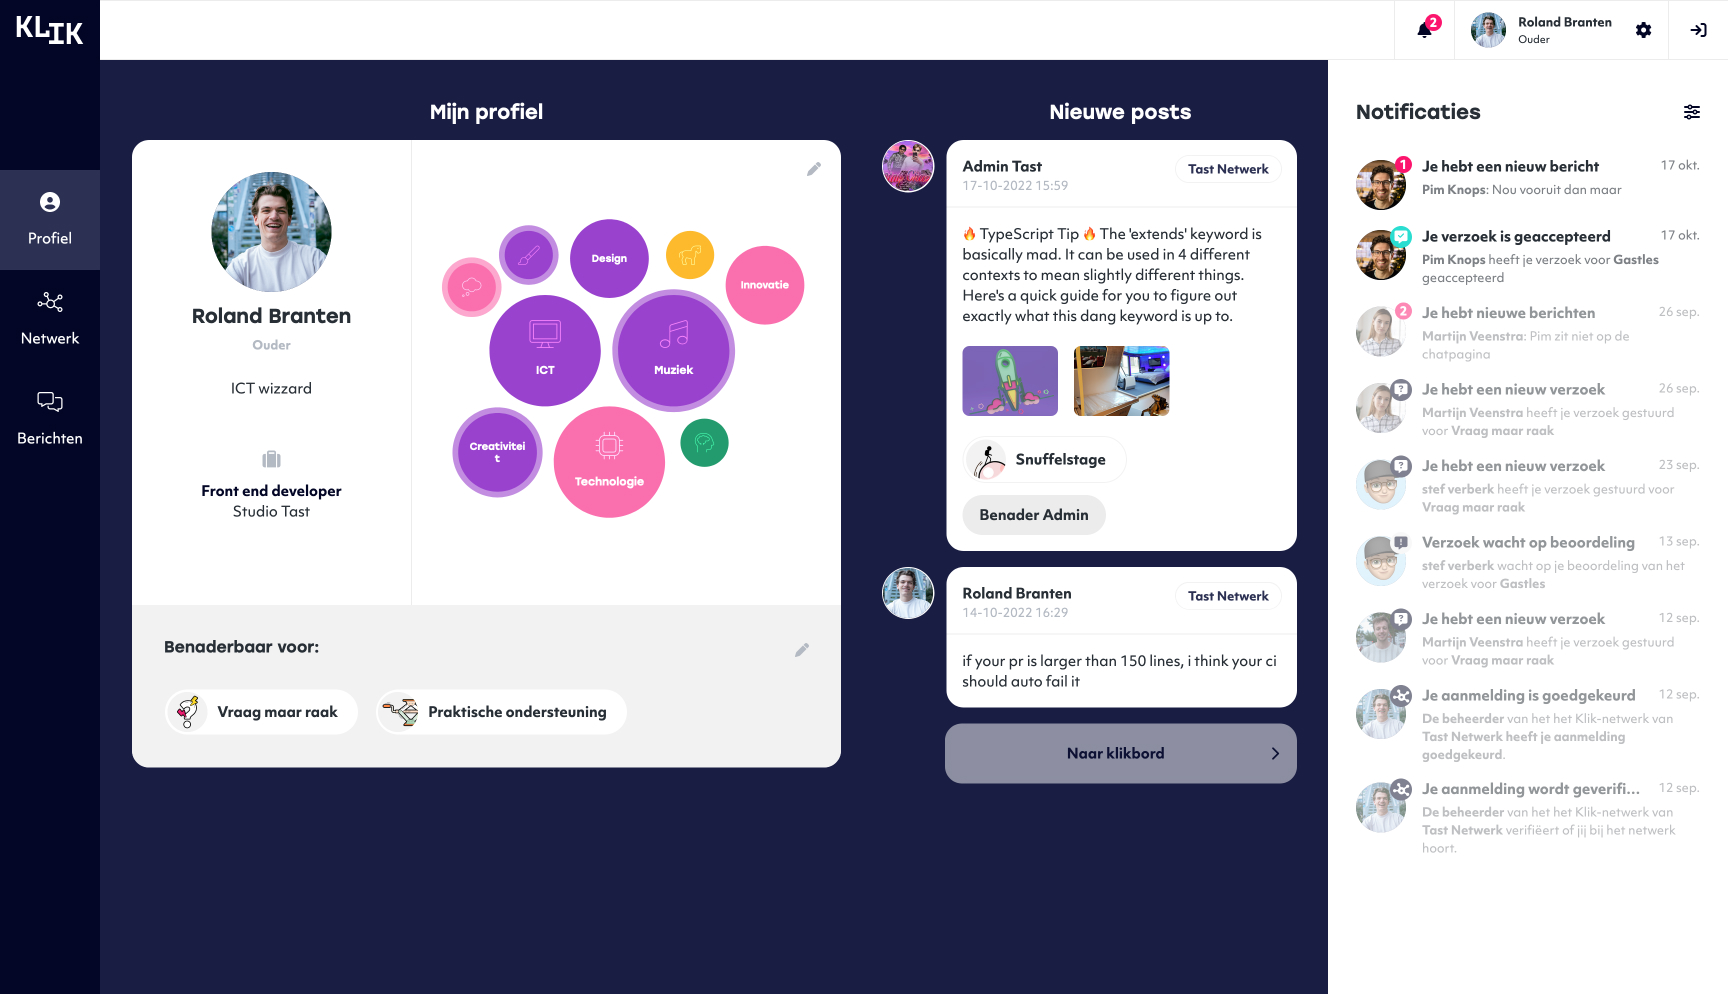 KLIK
2
Roland Branten
Ouder
Profiel
Netwerk
Berichten
Mijn profiel
Roland Branten
Ouder
ICT wizzard
Front end developer
Studio Tast
Design
Innovatie
ICT
Muziek
Creativitei
t
Technologie
Benaderbaar voor:
Vraag maar raak
Praktische ondersteuning
Nieuwe posts
Admin Tast
17-10-2022 15:59
Tast Netwerk
🔥 TypeScript Tip 🔥 The 'extends' keyword is
basically mad. It can be used in 4 different
contexts to mean slightly different things.
Here's a quick guide for you to figure out
exactly what this dang keyword is up to.
Snuffelstage
Benader Admin
Roland Branten
14-10-2022 16:29
Tast Netwerk
if your pr is larger than 150 lines, i think your ci
should auto fail it
Naar klikbord
Notificaties
1
Je hebt een nieuw bericht
17 okt.
Pim Knops: Nou vooruit dan maar
Je verzoek is geaccepteerd
17 okt.
Pim Knops heeft je verzoek voor Gastles
geaccepteerd
2
Je hebt nieuwe berichten
26 sep.
Martijn Veenstra: Pim zit niet op de
chatpagina
?
Je hebt een nieuw verzoek
26 sep.
Martijn Veenstra heeft je verzoek gestuurd
voor Vraag maar raak
?
Je hebt een nieuw verzoek
23 sep.
stef verberk heeft je verzoek gestuurd voor
Vraag maar raak
!
Verzoek wacht op beoordeling
13 sep.
stef verberk wacht op je beoordeling van het
verzoek voor Gastles
?
Je hebt een nieuw verzoek
12 sep.
Martijn Veenstra heeft je verzoek gestuurd
voor Vraag maar raak
Je aanmelding is goedgekeurd
12 sep.
De beheerder van het het Klik-netwerk van
Tast Netwerk heeft je aanmelding
goedgekeurd.
Je aanmelding wordt geverifi...
12 sep.
De beheerder van het het Klik-netwerk van
Tast Netwerk verifiëert of jij bij het netwerk
hoort.